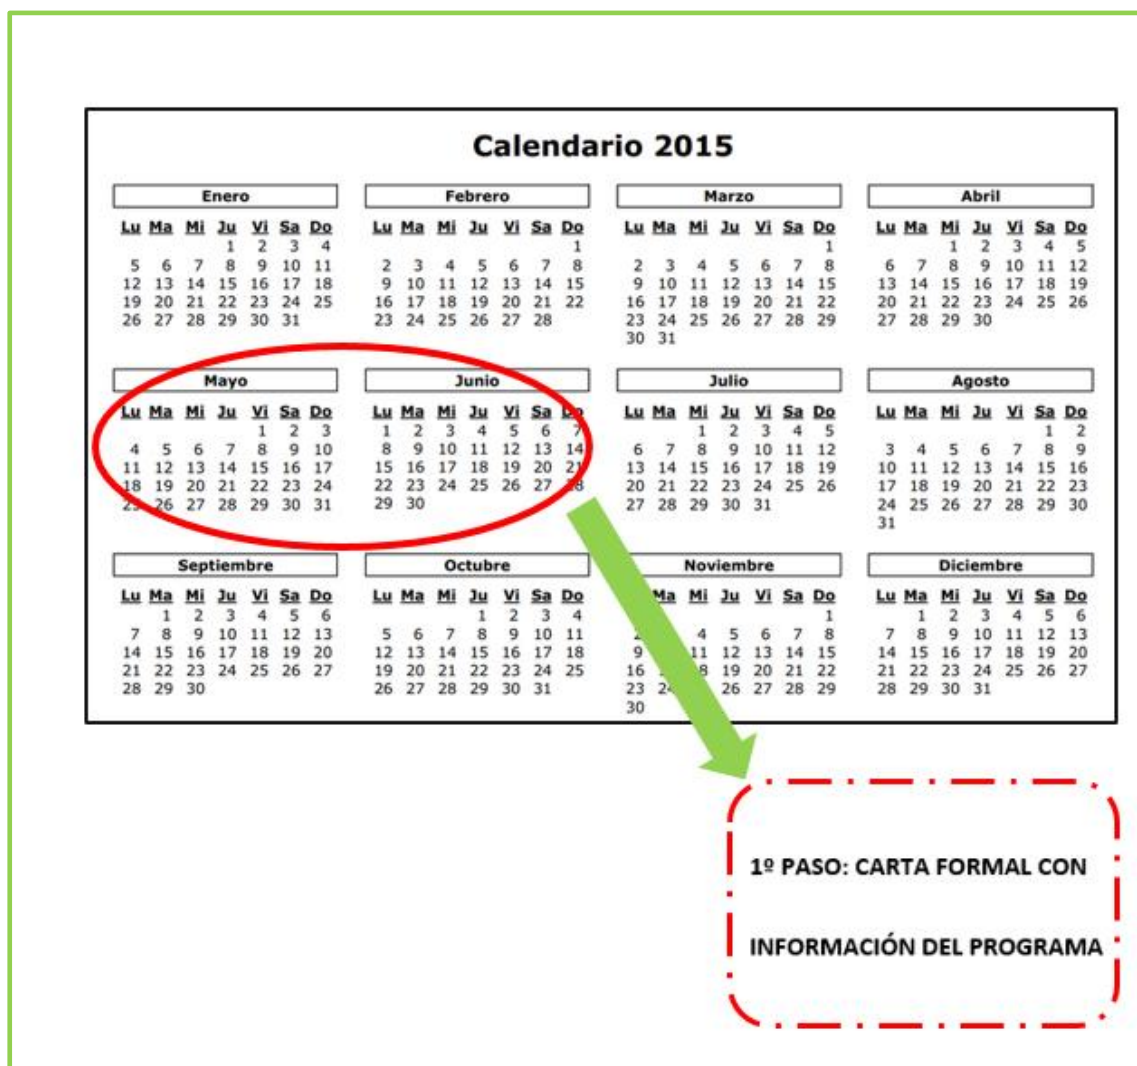 Calendario 2015
Enero Febrero Marzo Abril
Lu Ma Mi Ju Vi Sa Do Lu Ma Mi Ju Vi Sa Do Lu Ma Mi Ju Vi Sa Do Lu Ma Mi Ju Vi Sa Do
1 2 3 4 1 1 1 2 3 4 5
5 6 7 8 9 10 11 2 3 4 5 6 7 8 2 3 4 5 6 7 8 6 7 8 9 10 11 12
12 13 14 15 16 17 18 9 10 11 12 13 14 15 9 10 11 12 13 14 15 13 14 15 16 17 18 19
19 20 21 22 23 24 25 16 17 18 19 20 21 22 16 17 18 19 20 21 22 20 21 22 23 24 25 26
26 27 28 29 30 31 23 24 25 26 27 28 23 24 25 26 27 28 29 27 28 29 30
30 31
Mayo Junio Julio Agosto
Lu Ma Mi Ju Vi Sa Do Lu Ma Mi Ju Vi Sa Do Lu Ma Mi Ju Vi Sa Do Lu Ma Mi Ju Vi Sa Do
1 2 3 1 2 3 4 5 6 7 1 2 3 4 5 1 2
4 5 6 7 8 9 10 8 9 10 11 12 13 14 6 7 8 9 10 11 12 3 4 5 6 7 8 9
11 12 13 14 15 16 17 15 16 17 18 19 20 21 13 14 15 16 17 18 19 10 11 12 13 14 15 16
18 19 20 21 22 23 24 22 23 24 25 26 27 28 20 21 22 23 24 25 26 17 18 19 20 21 22 23
25 26 27 28 29 30 31 29 30 27 28 29 30 31 24 25 26 27 28 29 30
31
Septiembre Octubre Noviembre Diciembre
Lu Ma Mi Ju Vi Sa Do Lu Ma Mi Ju Vi Sa Do Ma Mi Ju Vi Sa Do Lu Ma Mi Ju Vi Sa Do
1 2 3 4 5 6 1 2 3 4 1 1 2 3 4 5 6
7 8 9 10 11 12 13 5 6 7 8 9 10 11 4 5 6 7 8 7 8 9 10 11 12 13
14 15 16 17 18 19 20 12 13 14 15 16 17 18 9 11 12 13 14 15 14 15 16 17 18 19 20
21 22 23 24 25 26 27 19 20 21 22 23 24 25 16 19 20 21 22 21 22 23 24 25 26 27
28 29 30 26 27 28 29 30 31 23 26 27 28 29 28 29 30 31
30
1º PASO: CARTA FORMAL CON
INFORMACIÓN DEL PROGRAMA